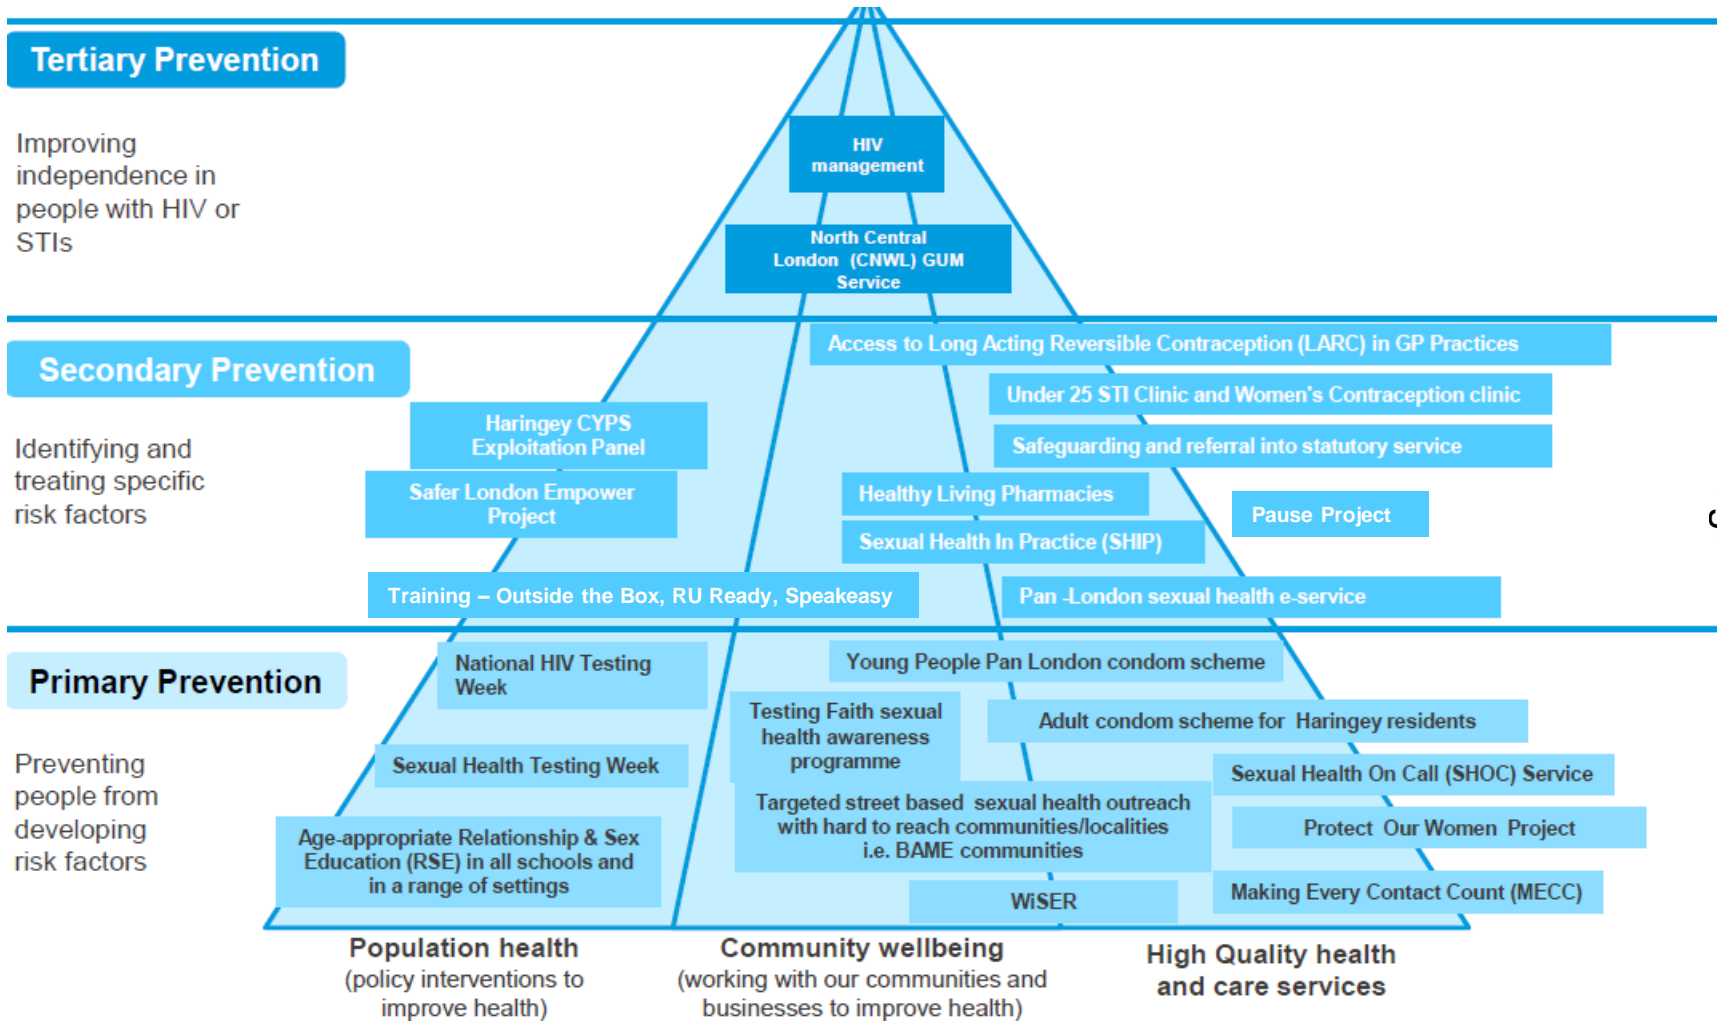 Tertiary Prevention
Improving
independence in
people with HIV or
STIs
HIV
management
North Central
London (CNWL) GUM
Service
Secondary Prevention
Identifying and
treating specific
risk factors
Access to Long Acting Reversible Contraception (LARC) in GP Practices
Under 25 STI Clinic and Women's Contraception clinic
Haringey CYPS
Exploitation Panel
Safeguarding and referral into statutory service
Safer London Empower
Project
Healthy Living Pharmacies
Pause Project
Sexual Health In Practice (SHIP)
Training – Outside the Box, RU Ready, Speakeasy
Pan -London sexual health e-service
Primary Prevention
Preventing
people from
developing
risk factors
National HIV Testing
Week
Young People Pan London condom scheme
Testing Faith sexual
health awareness
programme
Adult condom scheme for Haringey residents
Sexual Health Testing Week
Sexual Health On Call (SHOC) Service
Targeted street based sexual health outreach
with hard to reach communities/localities
i.e. BAME communities
Protect Our Women Project
Age-appropriate Relationship & Sex
Education (RSE) in all schools and
in a range of settings
WiSER
Making Every Contact Count (MECC)
Population health
(policy interventions to
improve health)
Community wellbeing
(working with our communities and
businesses to improve health)
High Quality health
and care services